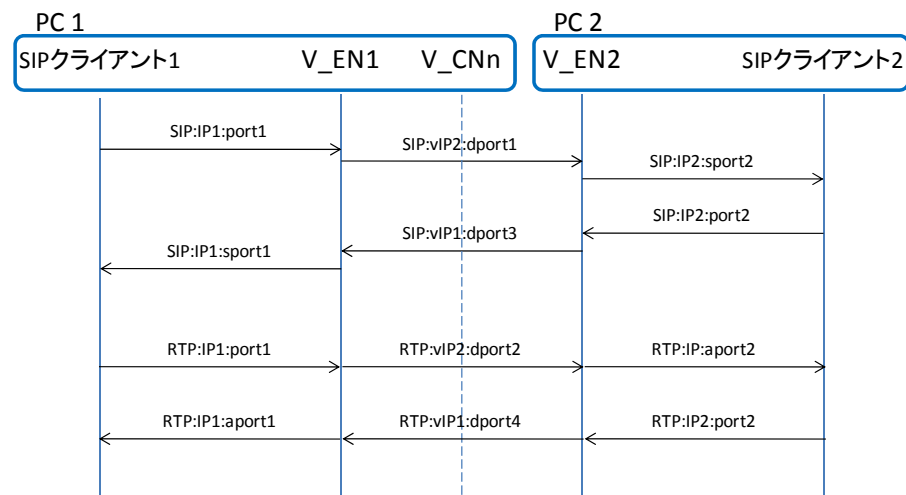 PC 1
PC 2
SIPクライアント1
V_EN1
V_CNn
V_EN2
SIPクライアント2
SIP:IP1:port1
SIP:vIP2:dport1
SIP:IP2:sport2
SIP:IP2:port2
SIP:vIP1:dport3
SIP:IP1:sport1
RTP:IP1:port1
RTP:vIP2:dport2
RTP:IP:aport2
RTP:IP1:aport1
RTP:vIP1:dport4
RTP:IP2:port2